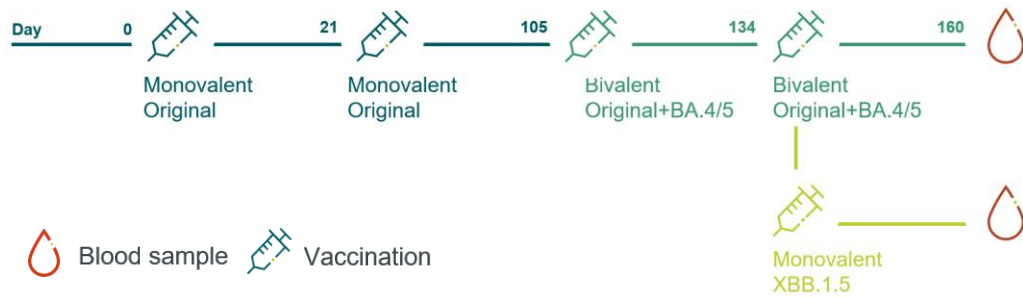 Day 0 21 105 134 160
Monovalent Original
Monovalent Original
Bivalent Original+BA.4/5
Bivalent Original+BA.4/5
Monovalent XBB.1.5
Blood sample
Vaccination